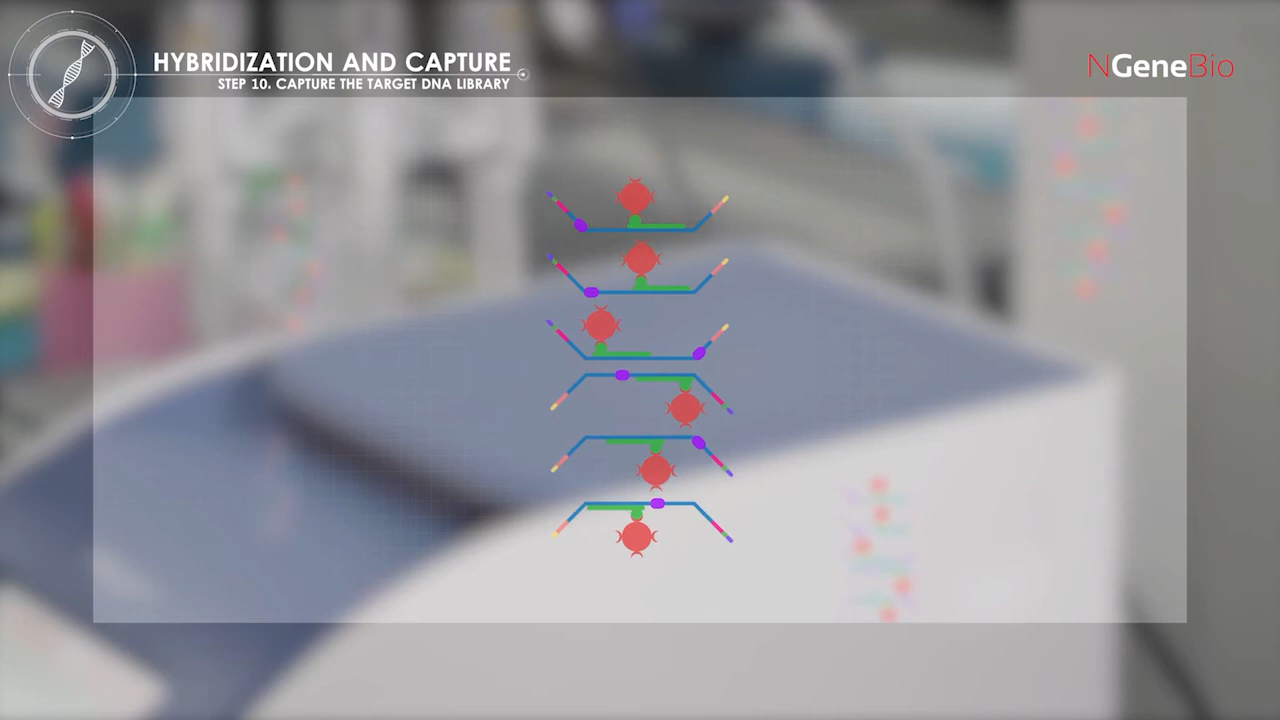 HYBRIDIZATION AND CAPTURE
STEP 10. CAPTURE THE TARGET DNA LIBRARY
NGeneBio